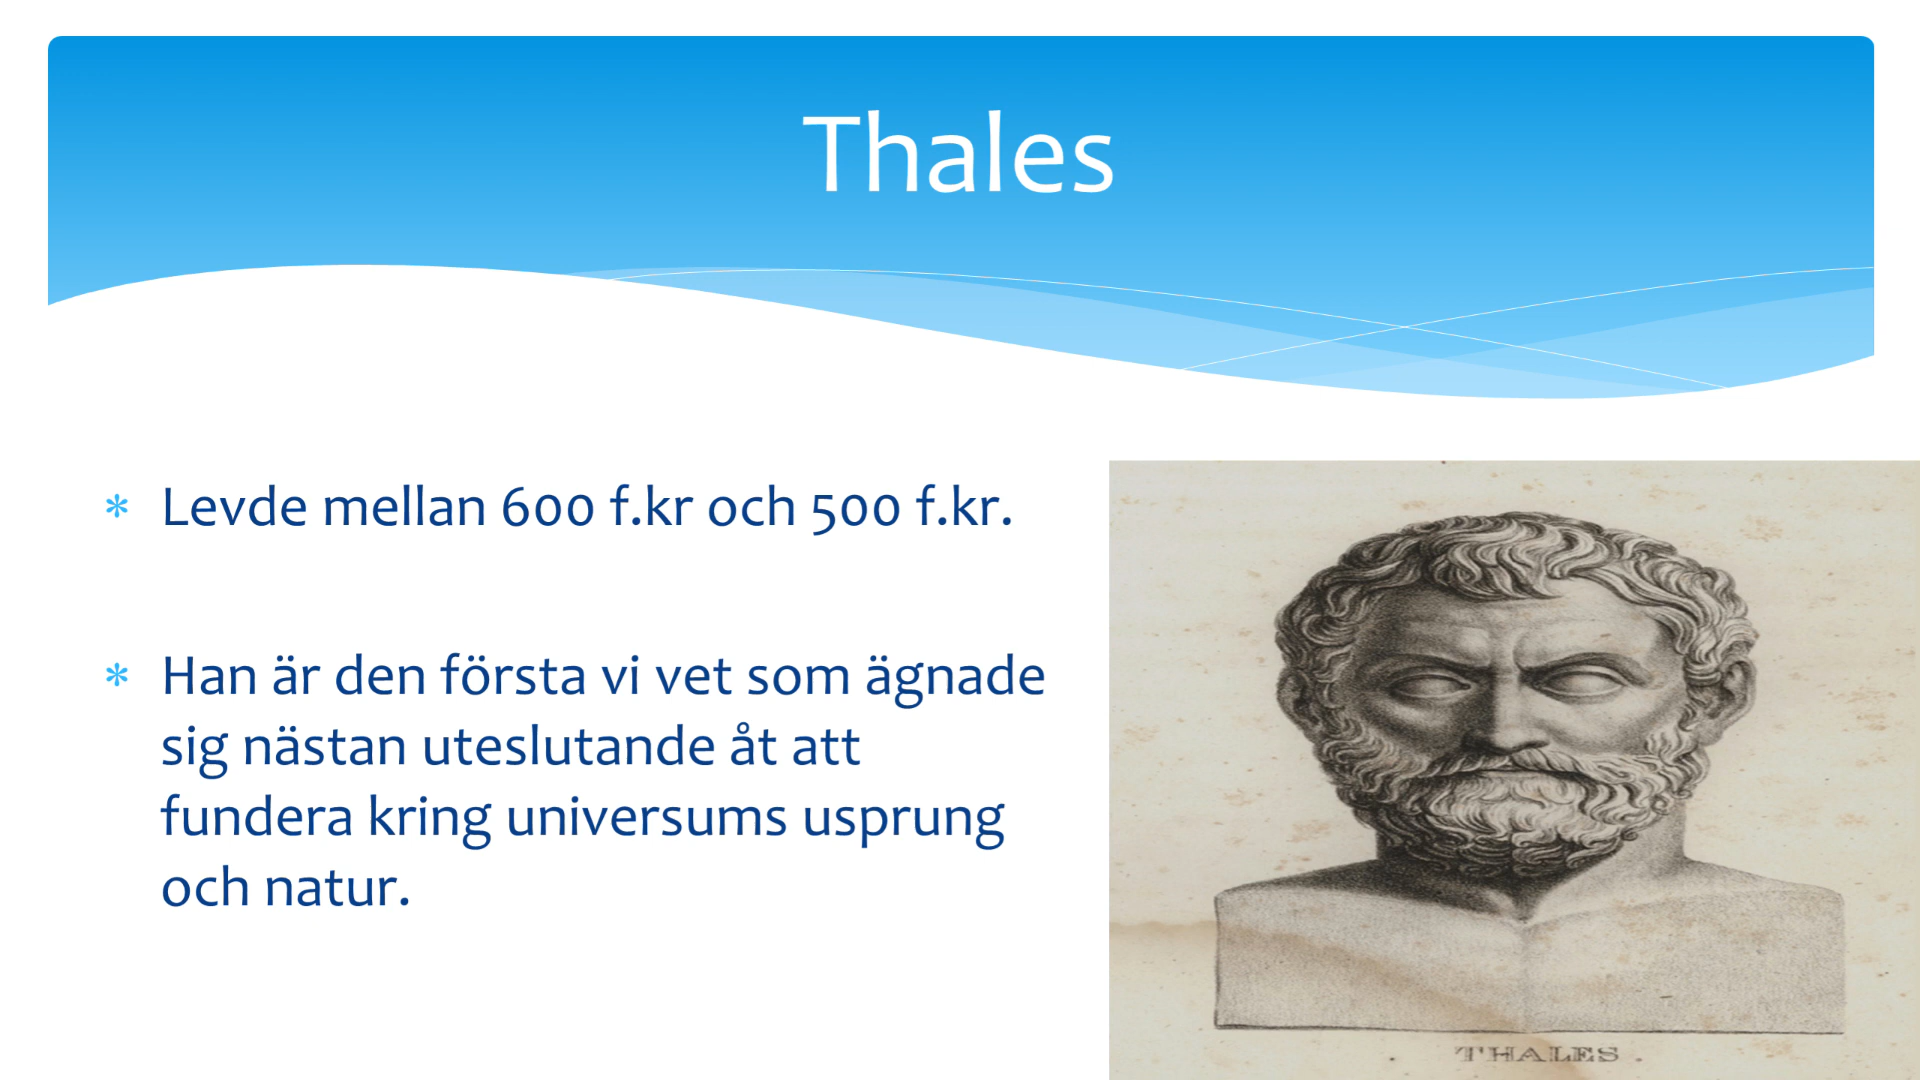 Thales
* Levde mellan 600 f.kr och 500 f.kr.
* Han är den första vi vet som ägnade
sig nästan uteslutande åt att
fundera kring universums usprung
och natur.
THALES.